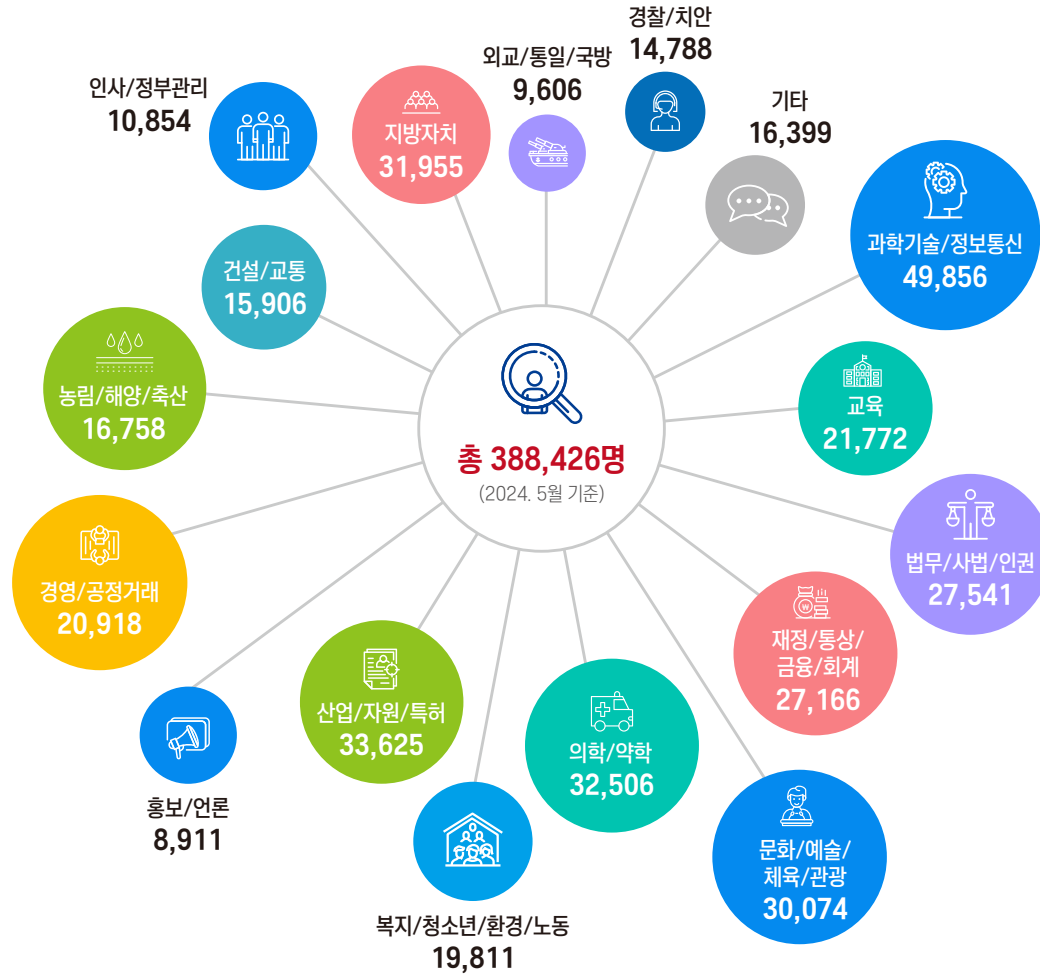 경찰/치안
14,788
외교/통일/국방
9,606
인사/정부관리
10,854
기타
16,399
지방자치
31,955
과학기술/정보통신
49,856
건설/교통
15,906
농림/해양/축산
16,758
교육
21,772
총 388,426명
(2024. 5월 기준)
법무/사법/인권
27,541
경영/공정거래
20,918
재정/통상/
금융/회계
27,166
산업/자원/특허
33,625
의학/약학
32,506
홍보/언론
8,911
문화/예술/
체육/관광
30,074
복지/청소년/환경/노동
19,811